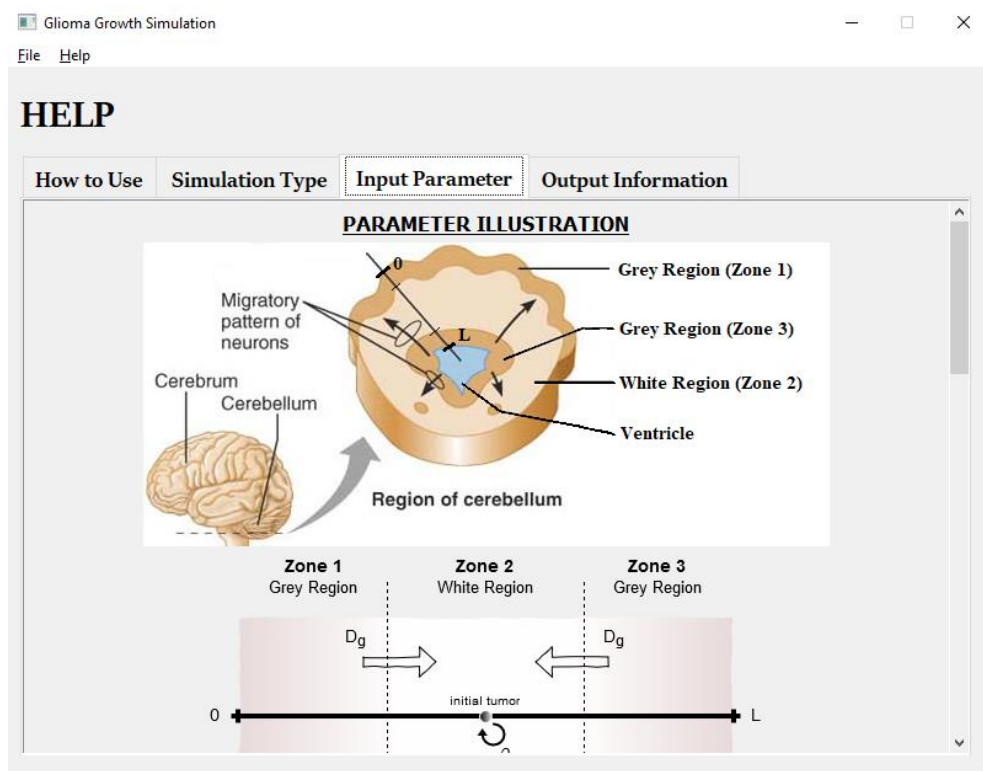 Glioma Growth Simulation
File Help
HELP
How to Use Simulation Type Input Parameter Output Information
PARAMETER ILLUSTRATION
0
Grey Region (Zone 1)
Migratory
pattern of
neurons
L
Grey Region (Zone 3)
White Region (Zone 2)
Cerebrum
Cerebellum
Ventricle
Region of cerebellum
Zone 1 Zone 2 Zone 3
Grey Region White Region Grey Region
Dg Dg
initial tumor
0 L